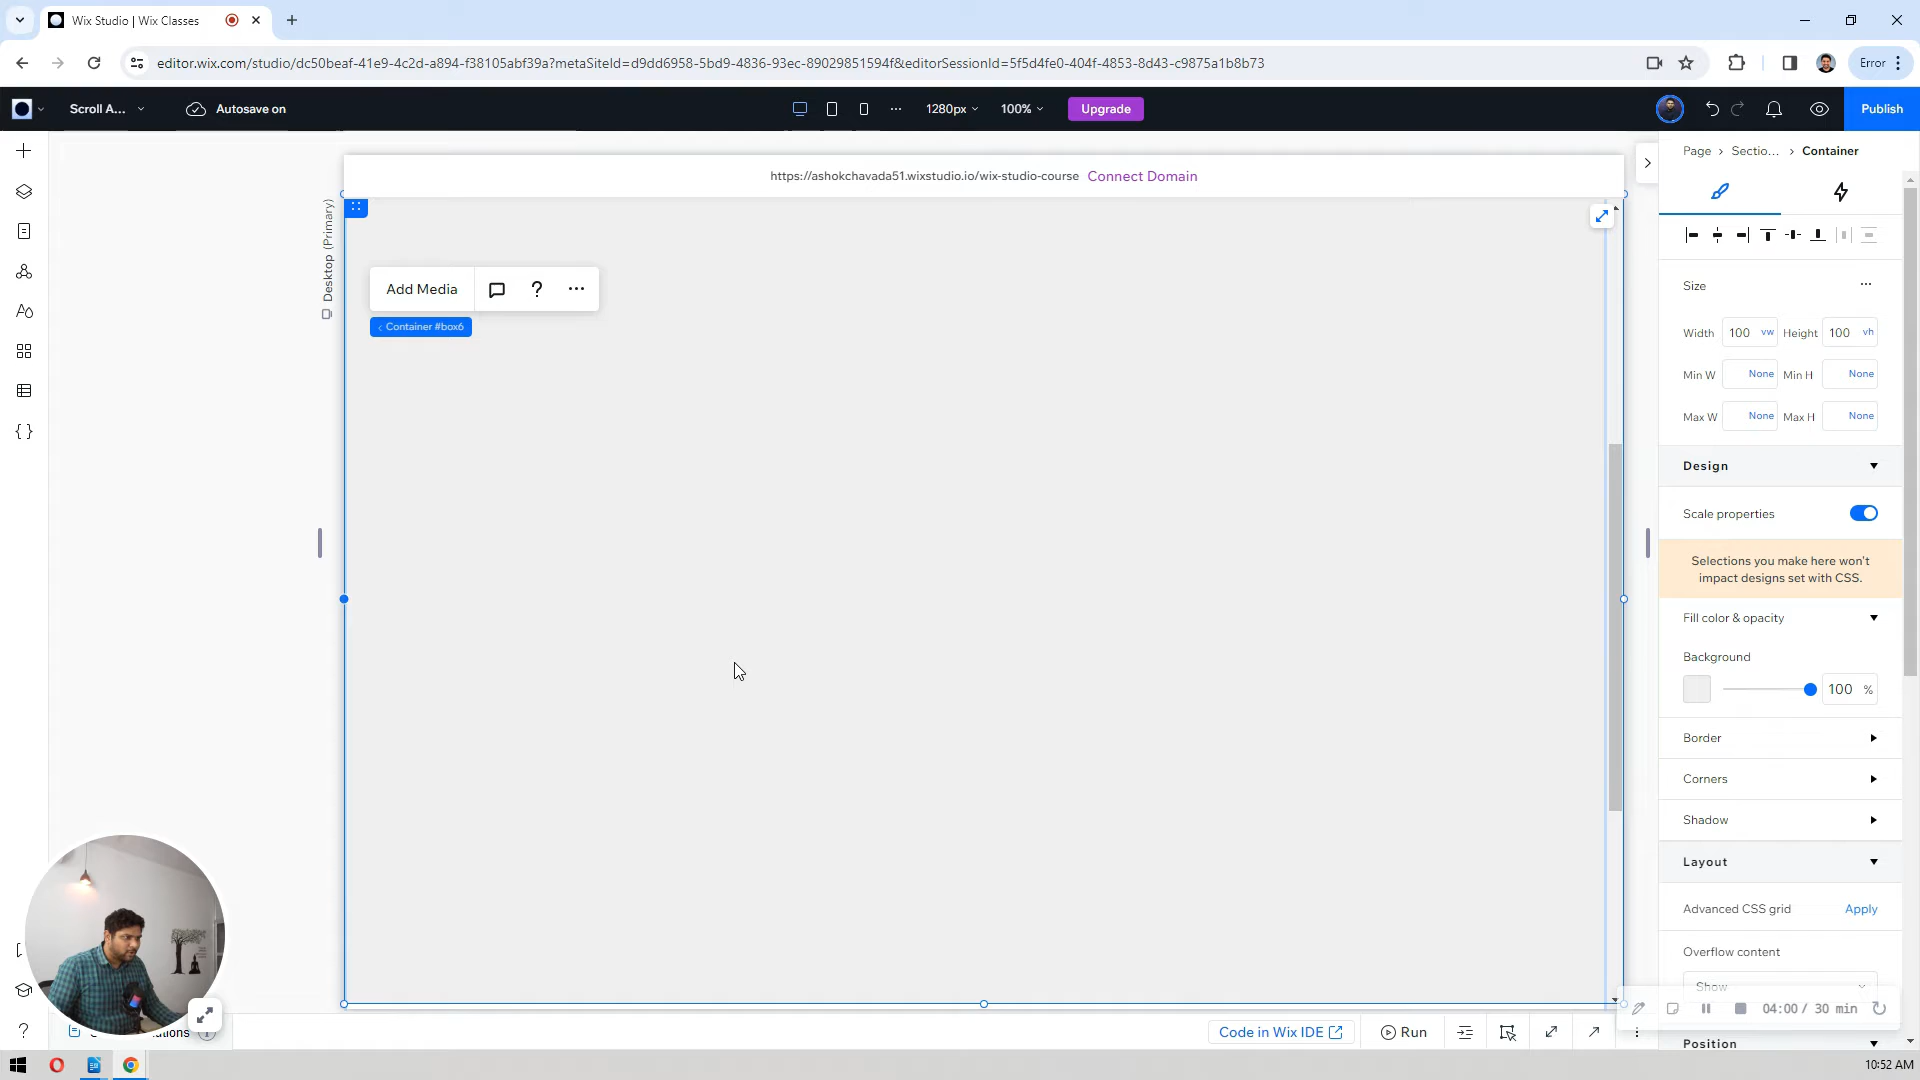 Wix Studio | Wix Classes
editor.wix.com/studio/dc50beaf-41e9-4c2d-a894-f38105abf39a?metaSiteId=d9dd6958-5bd9-4836-93ec-89029851594f&editorSessionId=5f5d4fe0-404f-4853-8d43-c9875a1b8b73
Error
Scroll A...
Autosave on
1280px
100%
Upgrade
Publish
https://ashokchavada51.wixstudio.io/wix-studio-course Connect Domain
Page > Sectio... > Container
Desktop (Primary)
Add Media
?
Container #box6
Size
Width 100 vw Height 100 vh
Min W None Min H None
Max W None Max H None
Design
Scale properties
Selections you make here won't
impact designs set with CSS.
Fill color & opacity
Background
100 %
Border
Corners
Shadow
Layout
Advanced CSS grid Apply
Overflow content
Show
04:00 / 30 min
Code in Wix IDE
Run
Position
10:52 AM